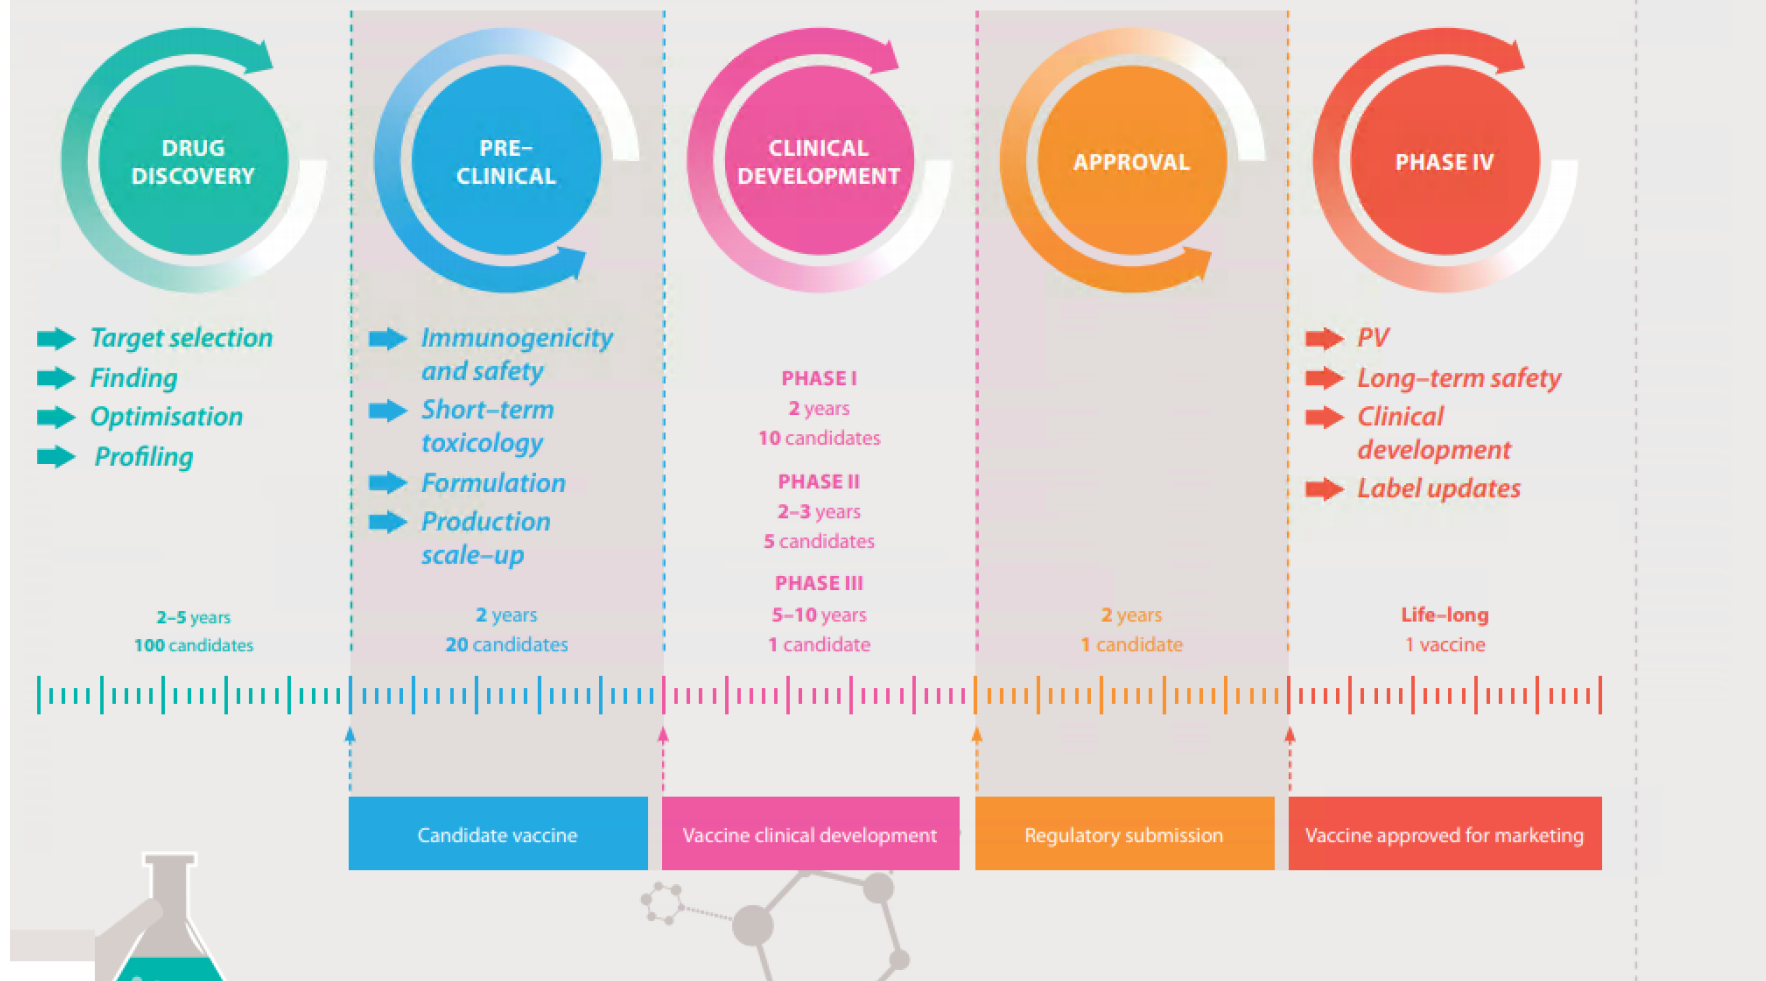 DRUG
DISCOVERY
PRE–
CLINICAL
CLINICAL
DEVELOPMENT
APPROVAL
PHASE IV
Target selection
Finding
Optimisation
Profiling
2–5 years
100 candidates
Immunogenicity
and safety
Short–term
toxicology
Formulation
Production
scale–up
2 years
20 candidates
PHASE I
2 years
10 candidates
PHASE II
2–3 years
5 candidates
PHASE III
5–10 years
1 candidate
2 years
1 candidate
PV
Long–term safety
Clinical
development
Label updates
Life–long
1 vaccine
Candidate vaccine
Vaccine clinical development
Regulatory submission
Vaccine approved for marketing